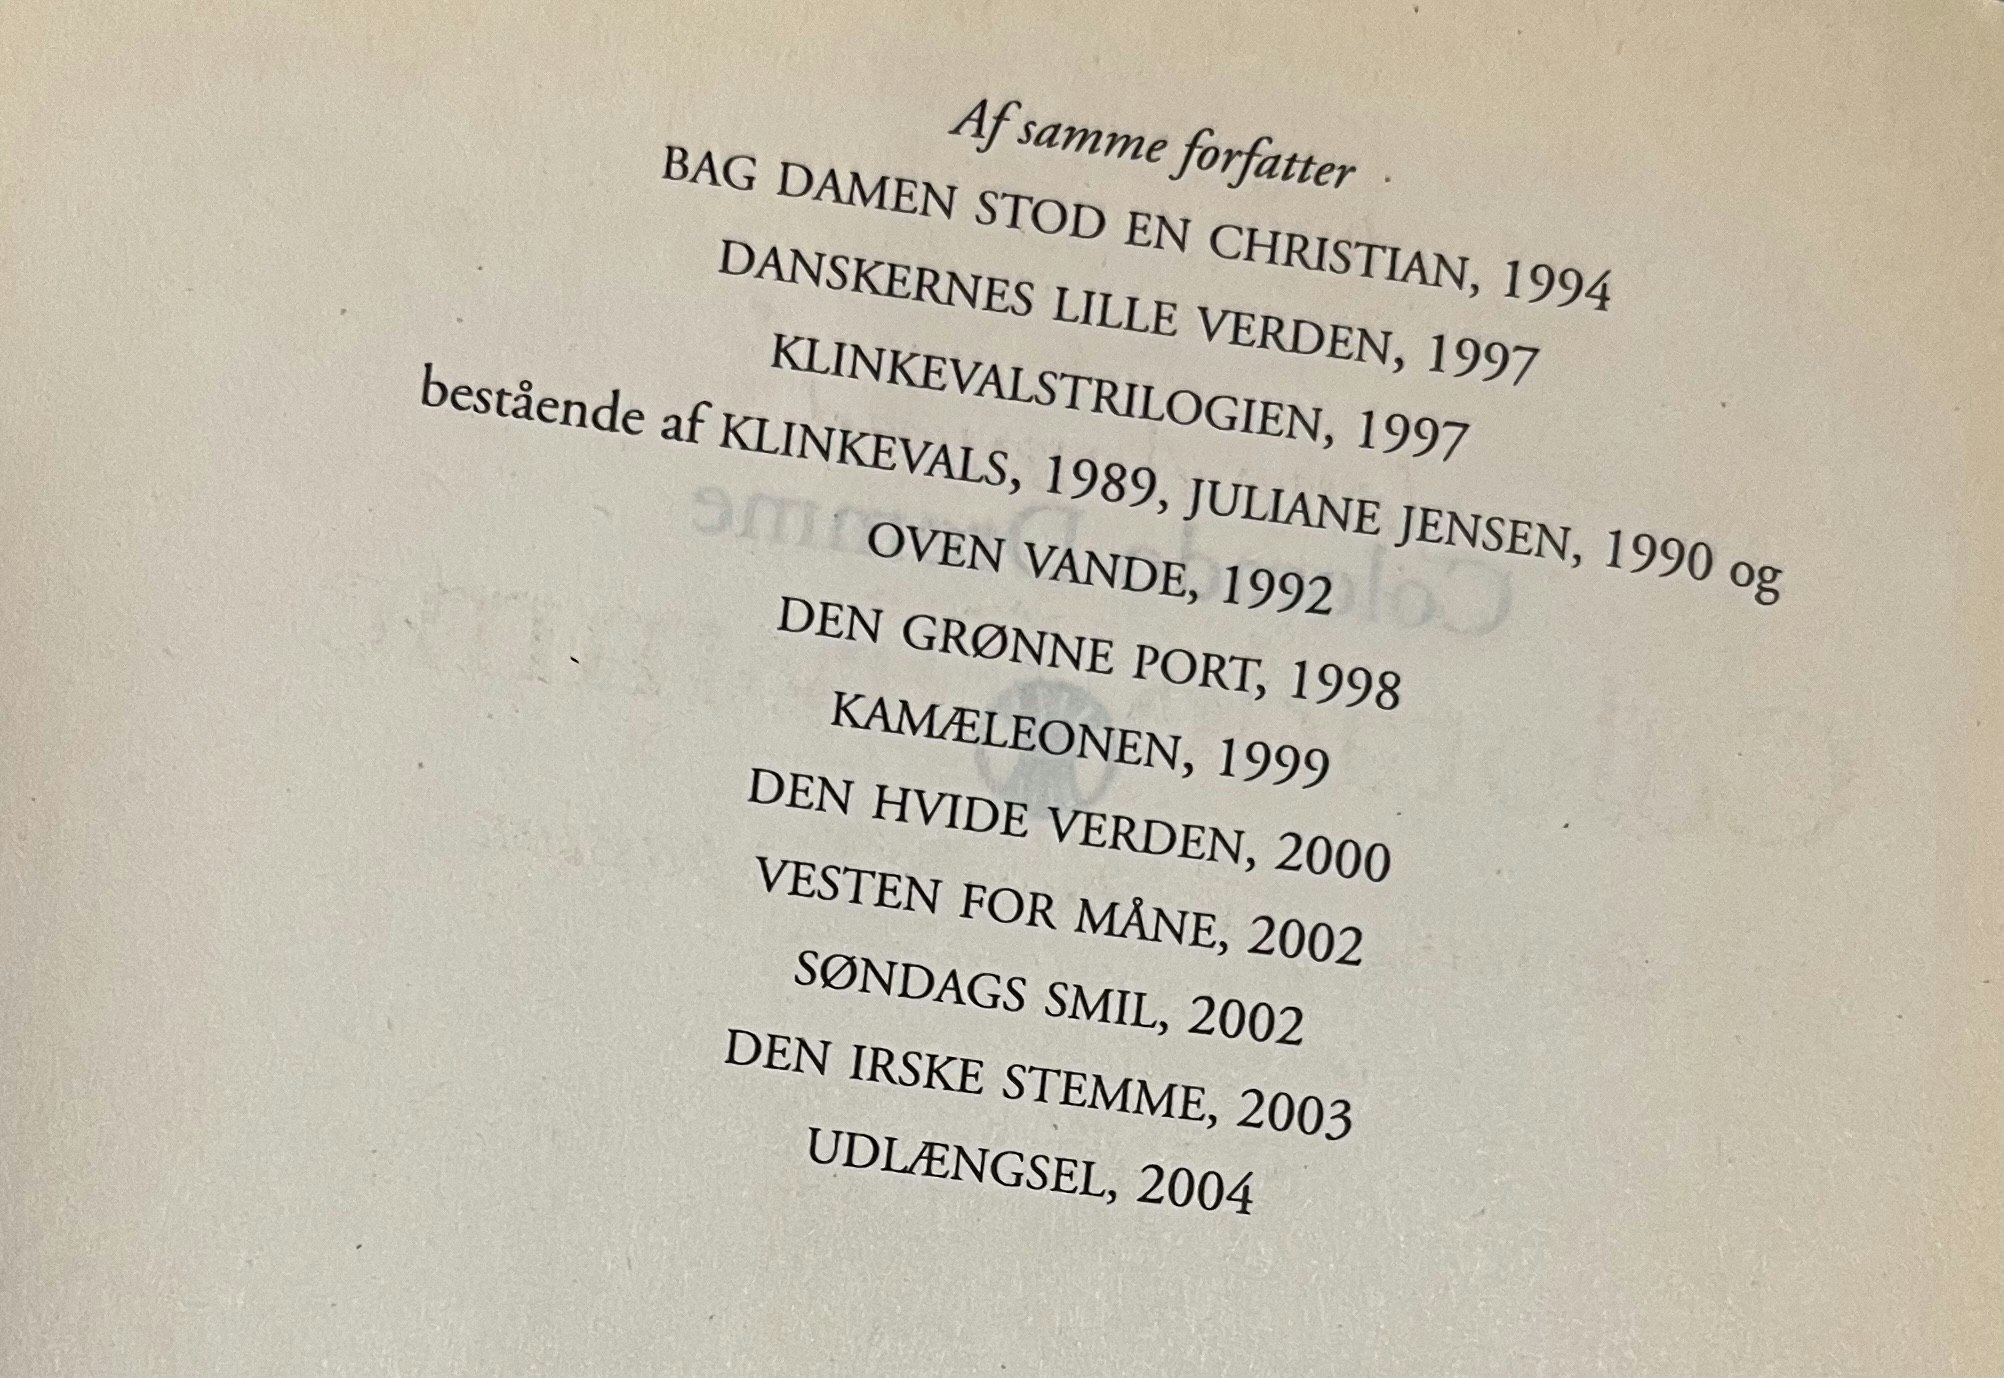 Af samme forfatter
BAG DAMEN STOD EN CHRISTIAN, 1994
DANSKERNES LILLE VERDEN, 1997
KLINKEVALSTRILOGIEN, 1997
bestående af KLINKEVALS, 1989, JULIANE JENSEN, 1990 og
OVEN VANDE, 1992
DEN GRØNNE PORT, 1998
KAMÆLEONEN, 1999
DEN HVIDE VERDEN, 2000
VESTEN FOR MÅNE, 2002
SØNDAGS SMIL, 2002
DEN IRSKE STEMME, 2003
UDLÆNGSEL, 2004